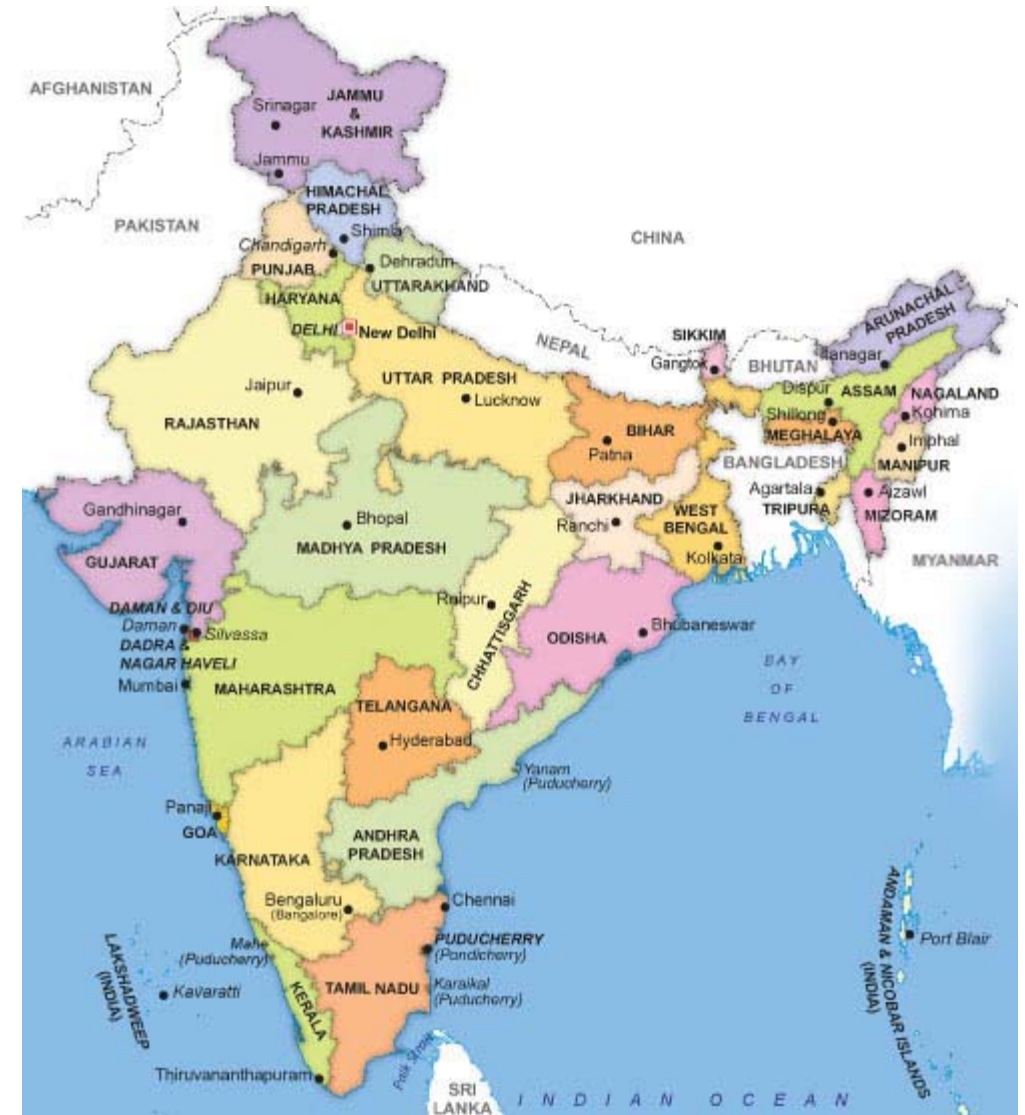 AFGHANISTAN
JAMMU
&
KASHMIR
Srinagar
Jammu
HIMACHAL
PRADESH
PAKISTAN
Shimla
CHINA
Chandigarh
PUNJAB
Dehradun
UTTARAKHAND
HARYANA
DELHI
New Delhi
ARUNACHAL
PRADESH
NEPAL
SIKKIM
Gangtok
BHUTAN
Itanagar
Jaipur
UTTAR PRADESH
Lucknow
Dispur
ASSAM
NAGALAND
RAJASTHAN
BIHAR
Shillong
Kohima
MEGHALAYA
Patna
Imphal
BANGLADESH
MANIPUR
Gandhinagar
Bhopal
JHARKHAND
Agartala
Aizawl
MADHYA PRADESH
Ranchi
WEST
BENGAL
TRIPURA
MIZORAM
GUJARAT
Kolkata
MYANMAR
DAMAN & DIU
Daman
Silvassa
DADRA &
NAGAR HAVELI
Raipur
CHHATTISGARH
ODISHA
Bhubaneswar
Mumbai
MAHARASHTRA
BAY
OF
BENGAL
TELANGANA
Hyderabad
ARABIAN
SEA
Yanam
(Puducherry)
Panaji
GOA
KARNATAKA
ANDHRA
PRADESH
Bengaluru
(Bangalore)
Chennai
ANDAMAN & NICOBAR ISLANDS
(INDIA)
Port Blair
Mahe
(Puducherry)
PUDUCHERRY
(Pondicherry)
LAKSHADWEEP
(INDIA)
Kavaratti
KERALA
TAMIL NADU
Karaikal
(Puducherry)
Thiruvananthapuram
Palk Strait
SRI
LANKA
INDIAN OCEAN